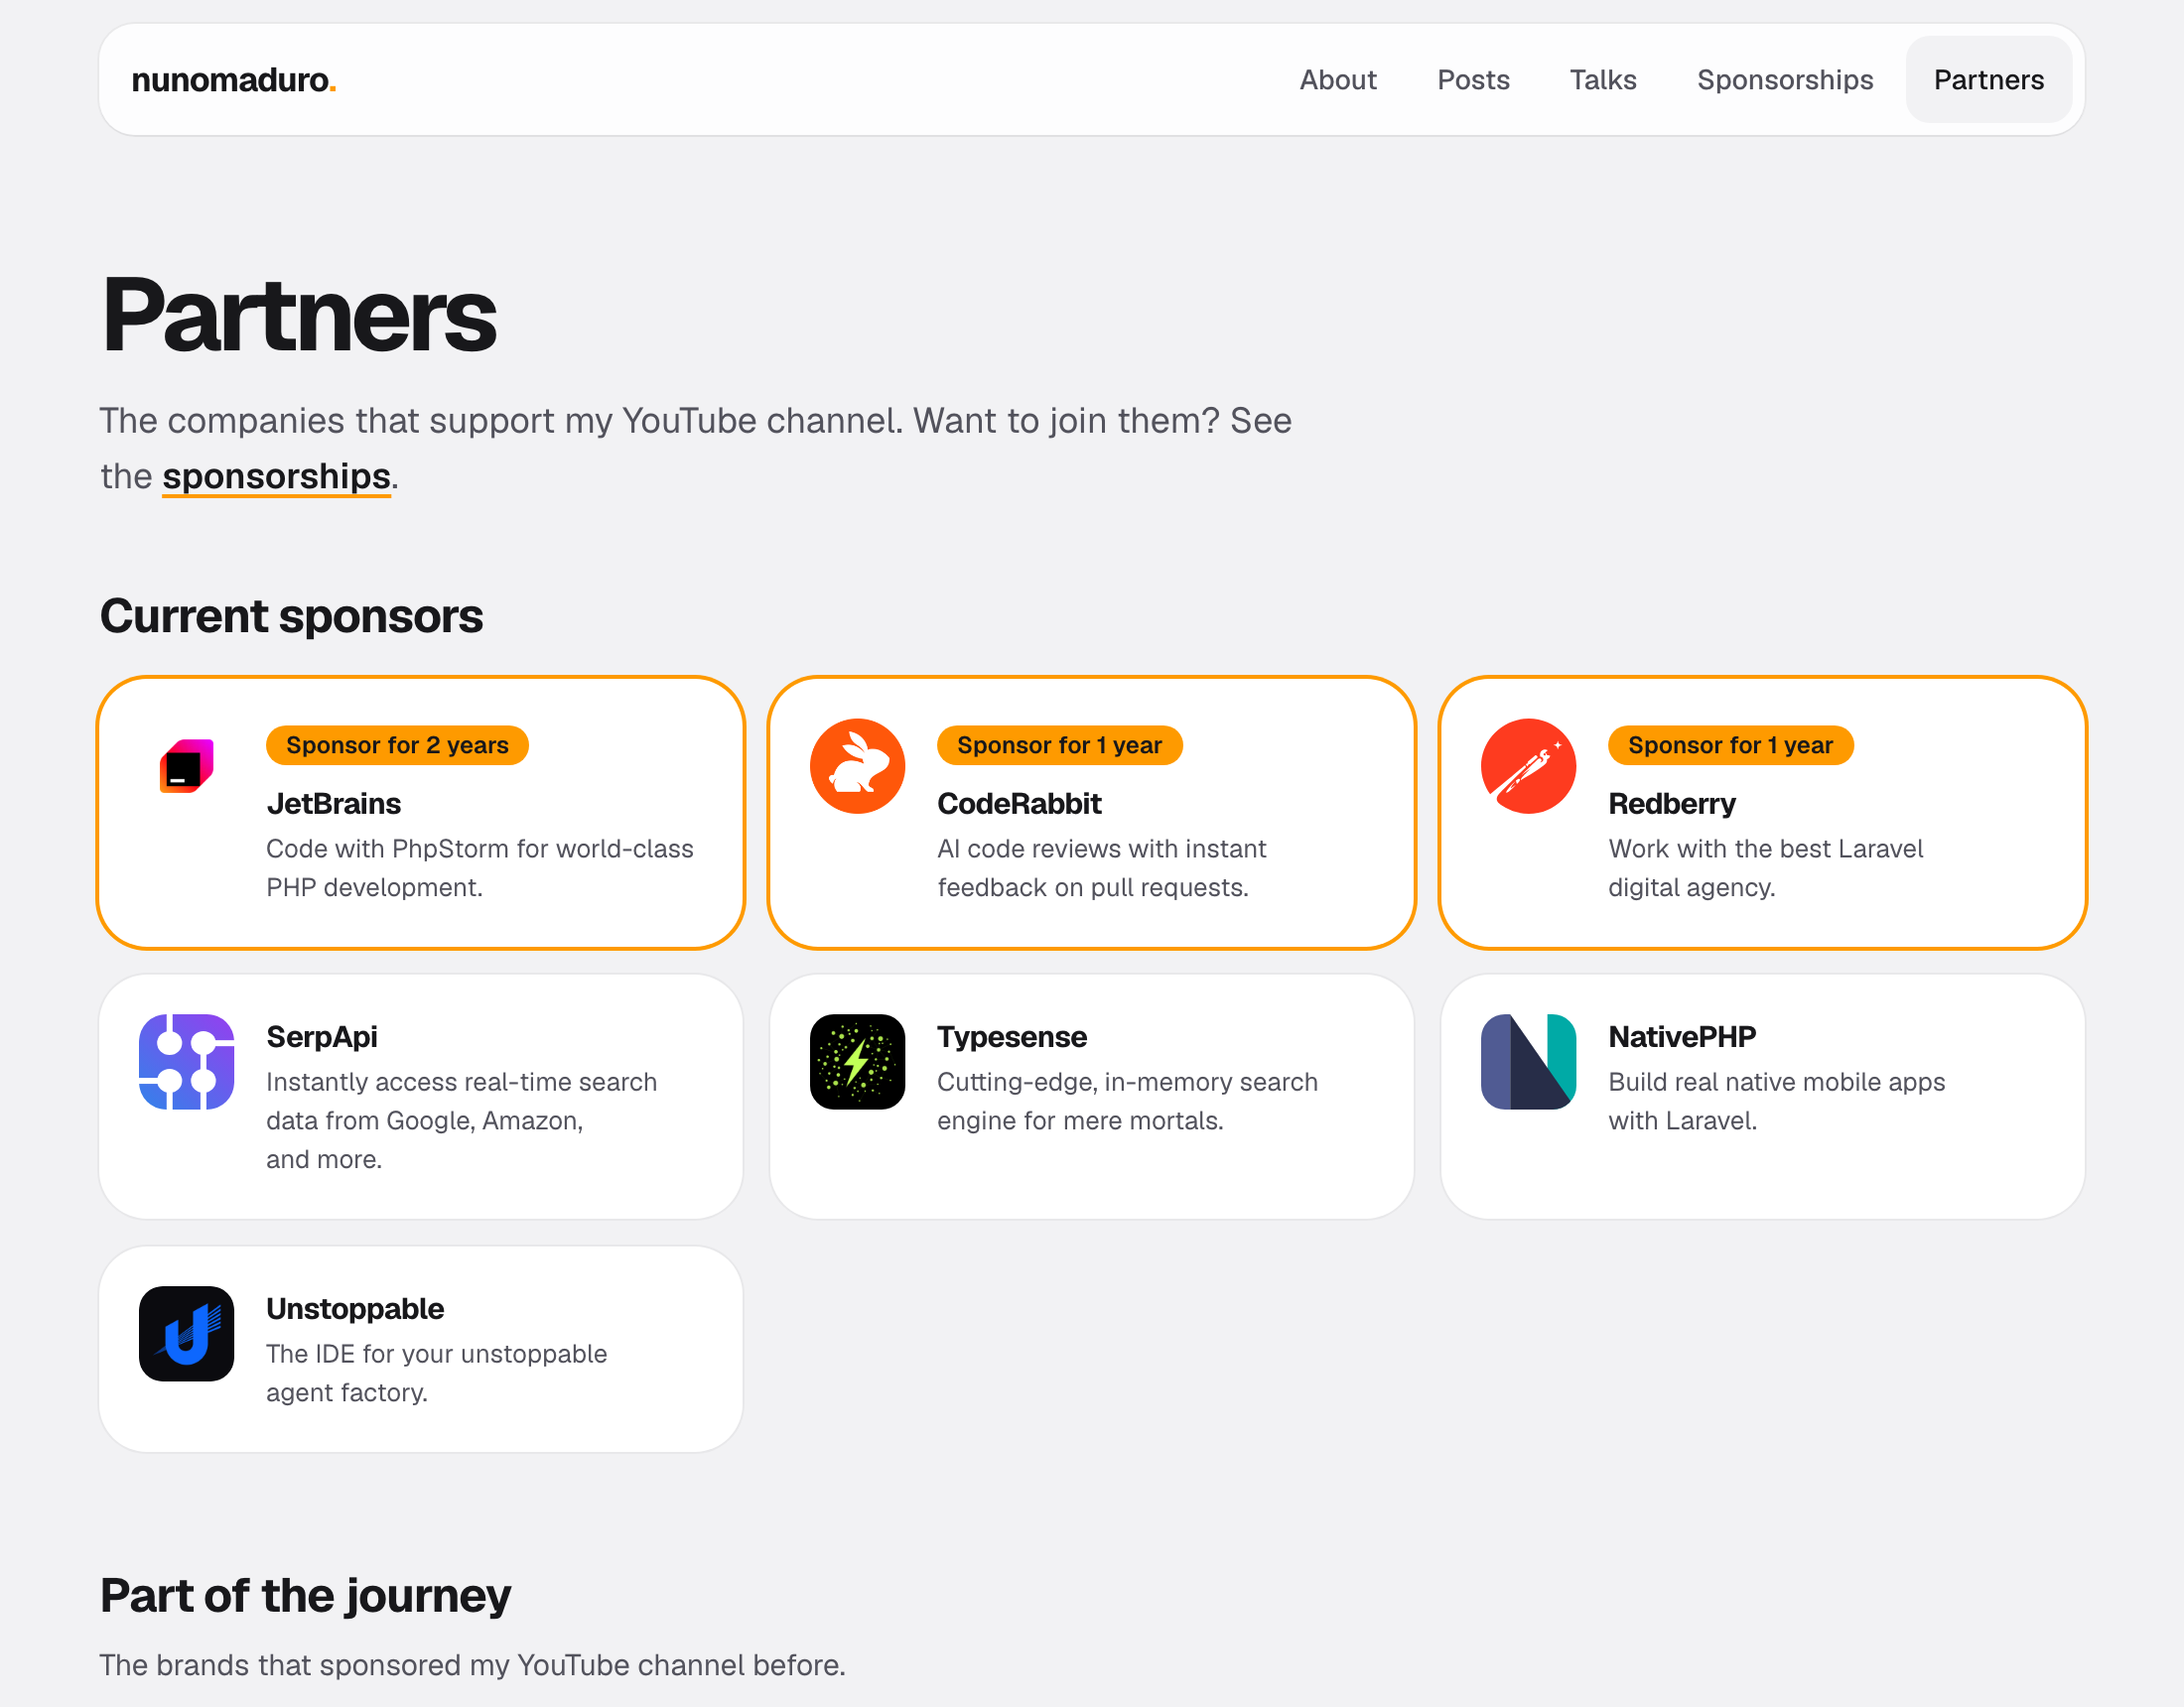 nunomaduro.
About
Posts
Talks
Sponsorships
Partners
Partners
The companies that support my YouTube channel. Want to join them? See
the sponsorships.
Current sponsors
Sponsor for 2 years
JetBrains
Code with PhpStorm for world-class
PHP development.
Sponsor for 1 year
CodeRabbit
AI code reviews with instant
feedback on pull requests.
Sponsor for 1 year
Redberry
Work with the best Laravel
digital agency.
SerpApi
Instantly access real-time search
data from Google, Amazon,
and more.
Typesense
Cutting-edge, in-memory search
engine for mere mortals.
NativePHP
Build real native mobile apps
with Laravel.
Unstoppable
The IDE for your unstoppable
agent factory.
Part of the journey
The brands that sponsored my YouTube channel before.